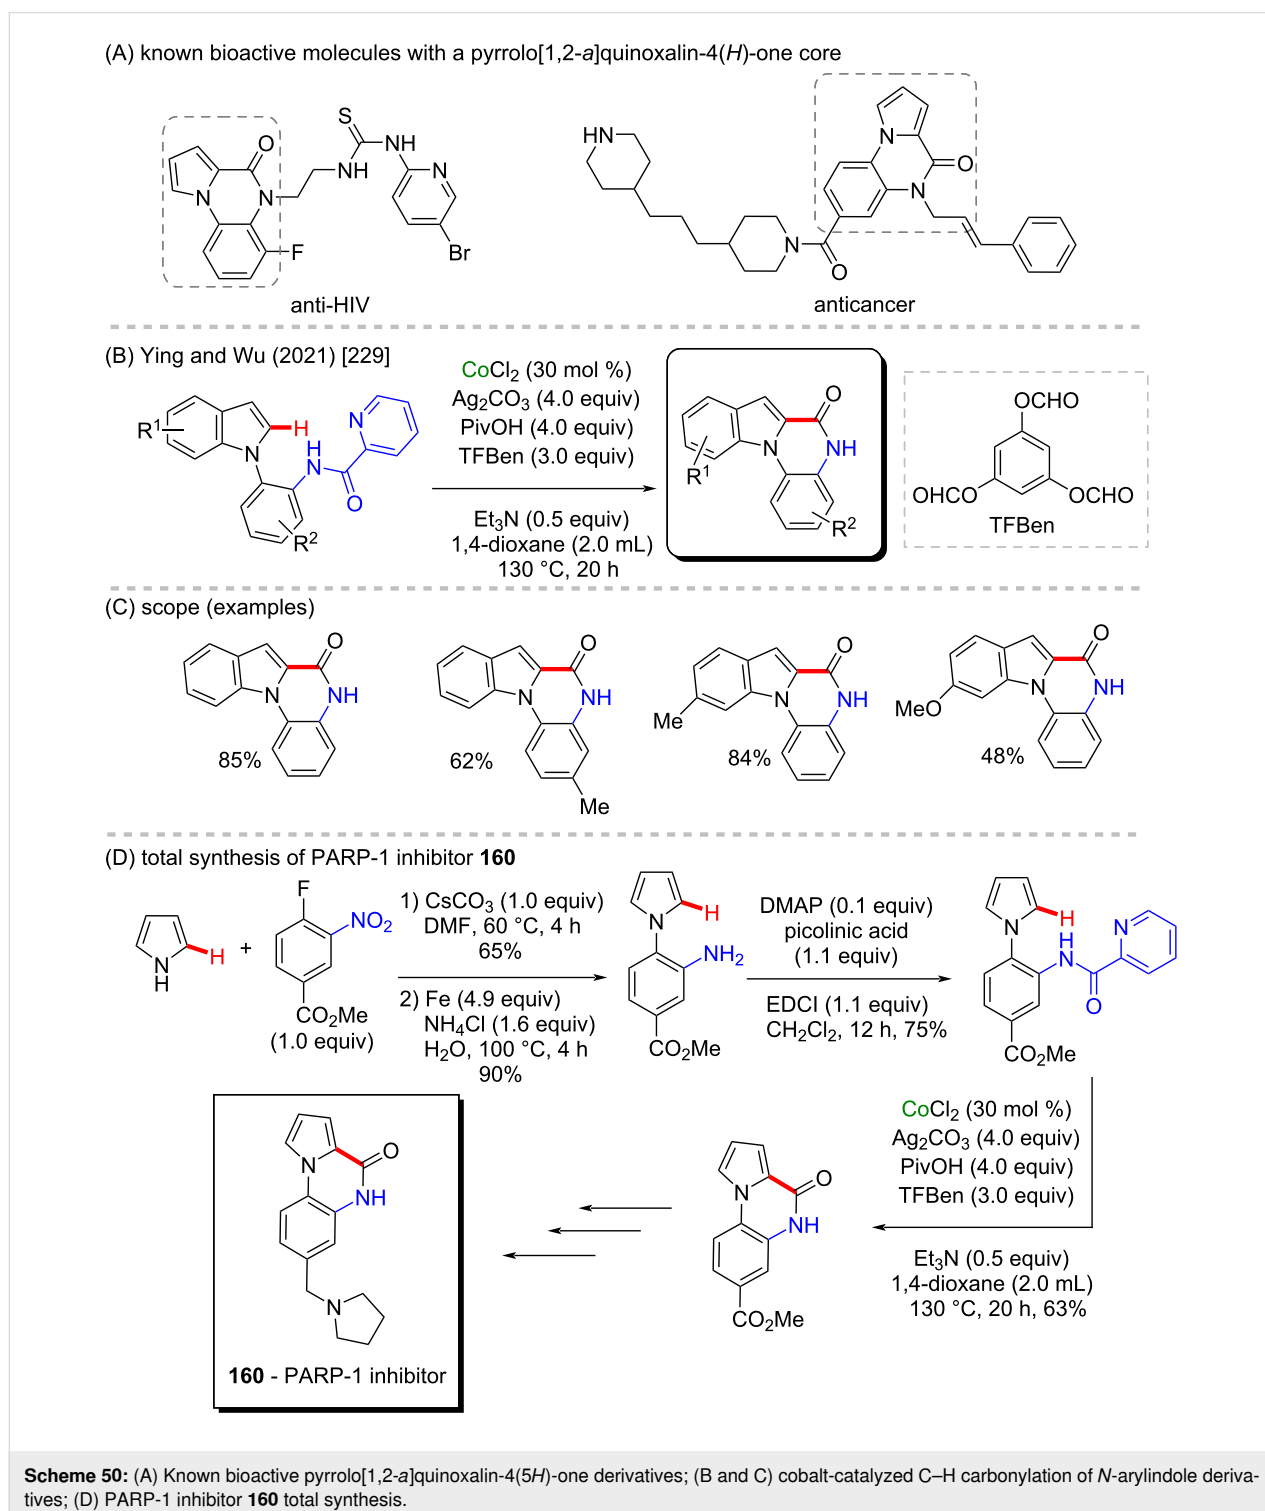 (A) known bioactive molecules with a pyrrolo[1,2-a]quinoxalin-4(H)-one core
S
O
NH
NH
N
N
N
F
Br
anti-HIV
HN
N
O
N
N
O
anticancer
(B) Ying and Wu (2021) [229]
R1
H
N
H
N
N
O
R2
CoCl2 (30 mol %)
Ag2CO3 (4.0 equiv)
PivOH (4.0 equiv)
TFBen (3.0 equiv)
Et3N (0.5 equiv)
1,4-dioxane (2.0 mL)
130 °C, 20 h
O
NH
N
R1
R2
OCHO
OHCO
OCHO
TFBen
(C) scope (examples)
O
NH
N
85%
O
NH
N
62%
Me
O
NH
N
Me
84%
O
NH
N
MeO
48%
(D) total synthesis of PARP-1 inhibitor 160
N
H
H
+
F
NO2
CO2Me
(1.0 equiv)
1) CsCO3 (1.0 equiv)
DMF, 60 °C, 4 h
65%
2) Fe (4.9 equiv)
NH4Cl (1.6 equiv)
H2O, 100 °C, 4 h
90%
H
N
NH2
CO2Me
DMAP (0.1 equiv)
picolinic acid
(1.1 equiv)
EDCI (1.1 equiv)
CH2Cl2, 12 h, 75%
H
N
H
N
N
O
CO2Me
CoCl2 (30 mol %)
Ag2CO3 (4.0 equiv)
PivOH (4.0 equiv)
TFBen (3.0 equiv)
Et3N (0.5 equiv)
1,4-dioxane (2.0 mL)
130 °C, 20 h, 63%
N
O
NH
CO2Me
N
O
NH
N
160 - PARP-1 inhibitor
Scheme 50: (A) Known bioactive pyrrolo[1,2-a]quinoxalin-4(5H)-one derivatives; (B and C) cobalt-catalyzed C–H carbonylation of N-arylindole deriva-
tives; (D) PARP-1 inhibitor 160 total synthesis.